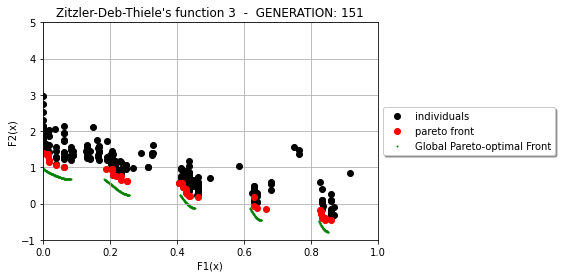 Zitzler-Deb-Thiele's function 3 - GENERATION: 151
5
4
3
2
1
0
−1
F2(x)
0.0 0.2 0.4 0.6 0.8 1.0
F1(x)
individuals
pareto front
Global Pareto-optimal Front